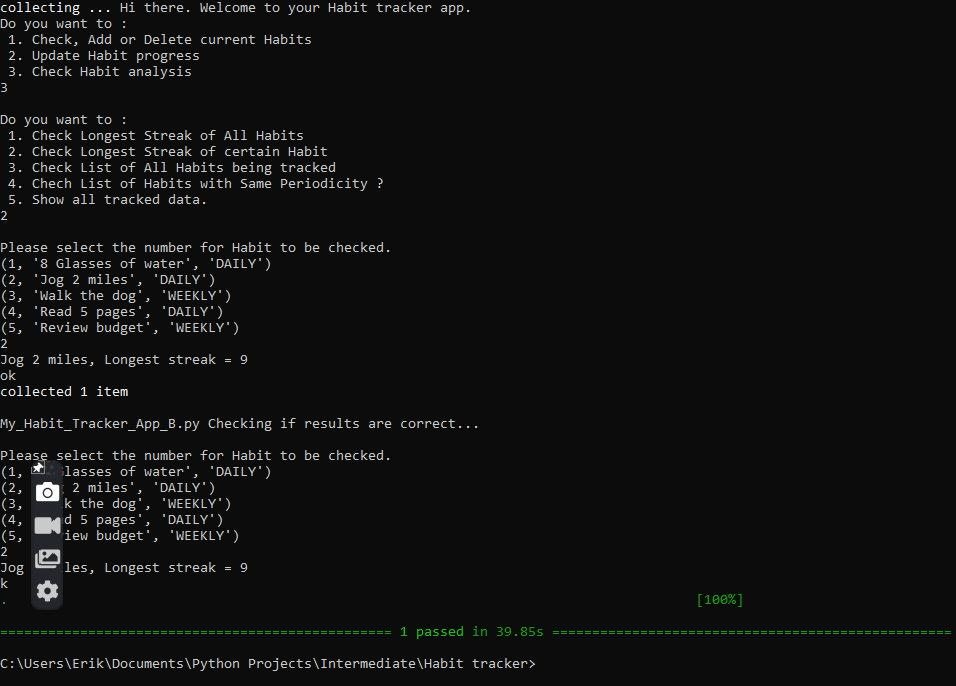 collecting ... Hi there. Welcome to your Habit tracker app.
Do you want to :
 1. Check, Add or Delete current Habits
 2. Update Habit progress
 3. Check Habit analysis
3

Do you want to :
 1. Check Longest Streak of All Habits
 2. Check Longest Streak of certain Habit
 3. Check List of All Habits being tracked
 4. Chech List of Habits with Same Periodicity ?
 5. Show all tracked data.
2

Please select the number for Habit to be checked.
(1, '8 Glasses of water', 'DAILY')
(2, 'Jog 2 miles', 'DAILY')
(3, 'Walk the dog', 'WEEKLY')
(4, 'Read 5 pages', 'DAILY')
(5, 'Review budget', 'WEEKLY')
2
Jog 2 miles, Longest streak = 9
ok
collected 1 item

My_Habit_Tracker_App_B.py Checking if results are correct...

Please select the number for Habit to be checked.
(1, lasses of water', 'DAILY')
(2, 2 miles', 'DAILY')
(3, k the dog', 'WEEKLY')
(4, d 5 pages', 'DAILY')
(5, iew budget', 'WEEKLY')
2
Jog les, Longest streak = 9
k
. [100%]

================================================= 1 passed in 39.85s ==================================================

C:\Users\Erik\Documents\Python Projects\Intermediate\Habit tracker>